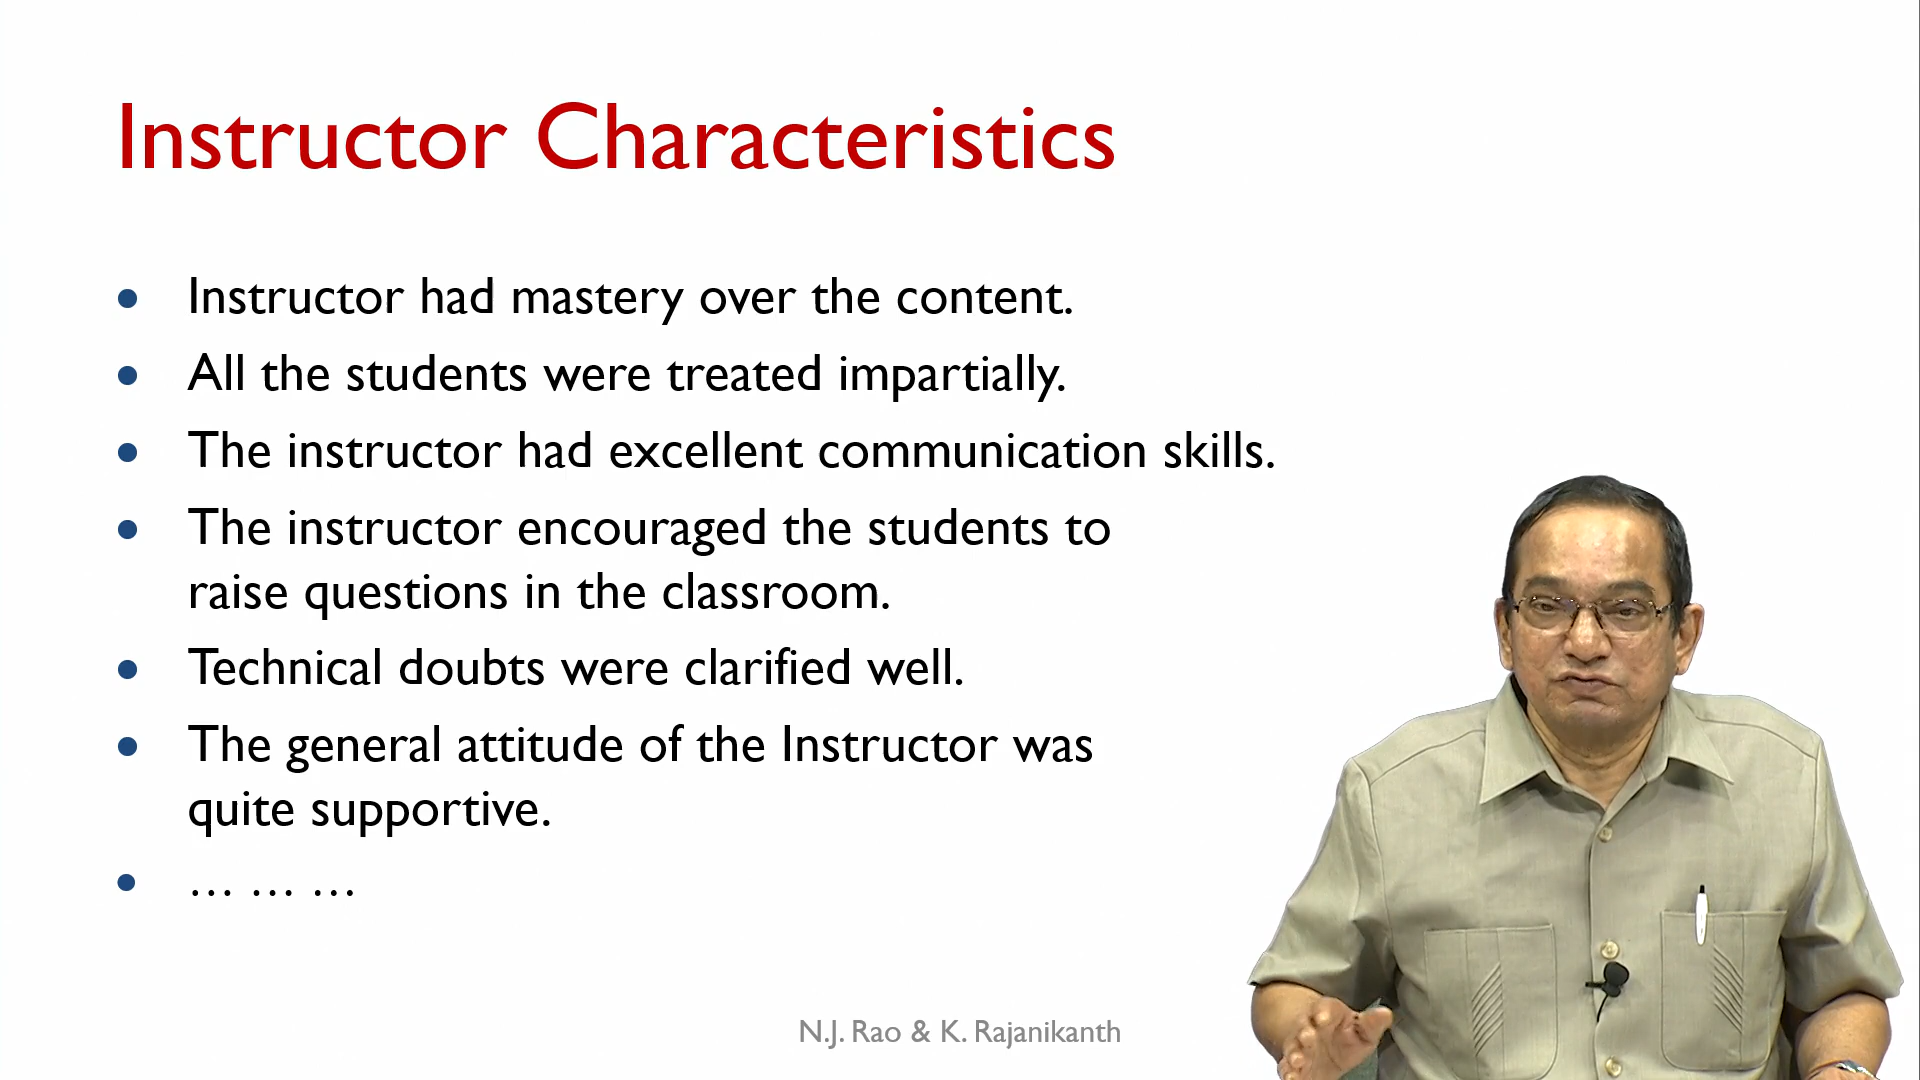 Instructor Characteristics
• Instructor had mastery over the content.
• All the students were treated impartially.
• The instructor had excellent communication skills.
• The instructor encouraged the students to
raise questions in the classroom.
• Technical doubts were clarified well.
• The general attitude of the Instructor was
quite supportive.
• … … …
N.J. Rao & K. Rajanikanth